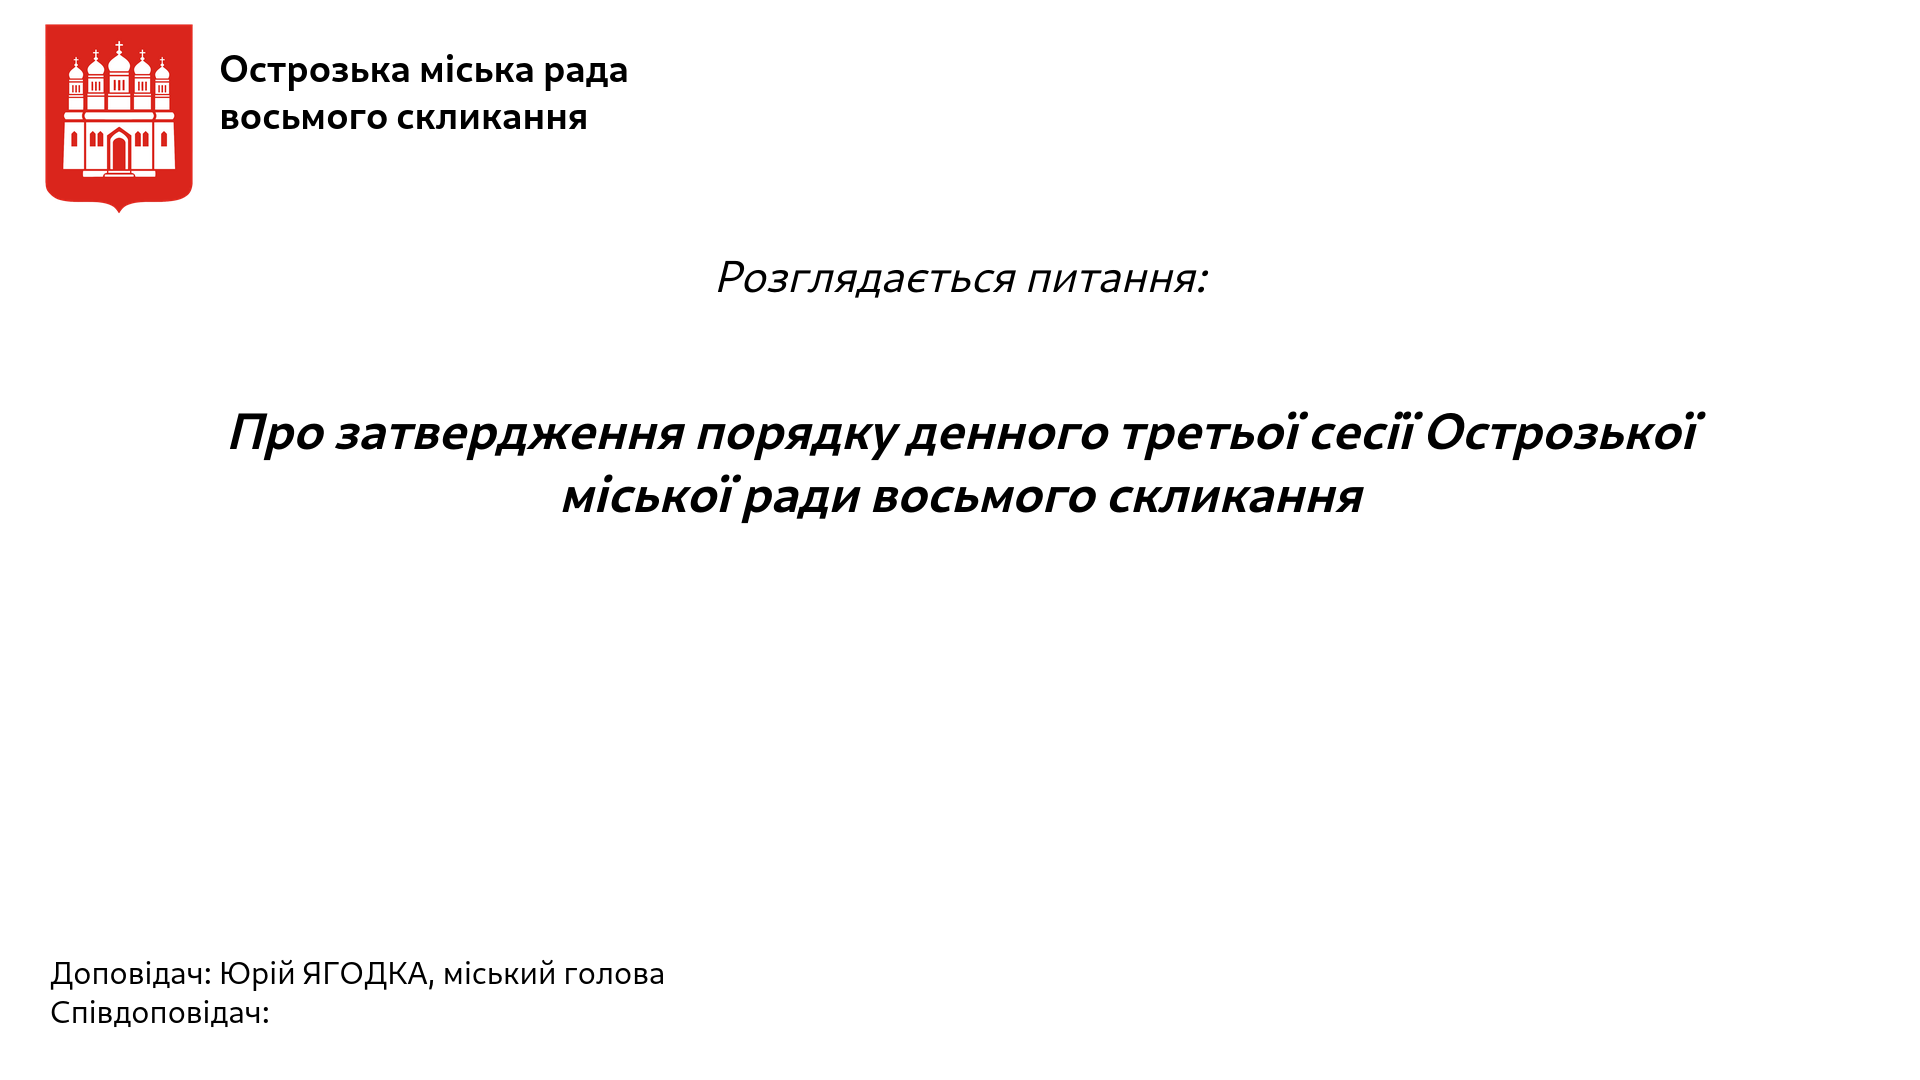 Острозька міська рада
восьмого скликання
Розглядається питання:
Про затвердження порядку денного третьої сесії Острозької
міської ради восьмого скликання
Доповідач: Юрій ЯГОДКА, міський голова
Співдоповідач: